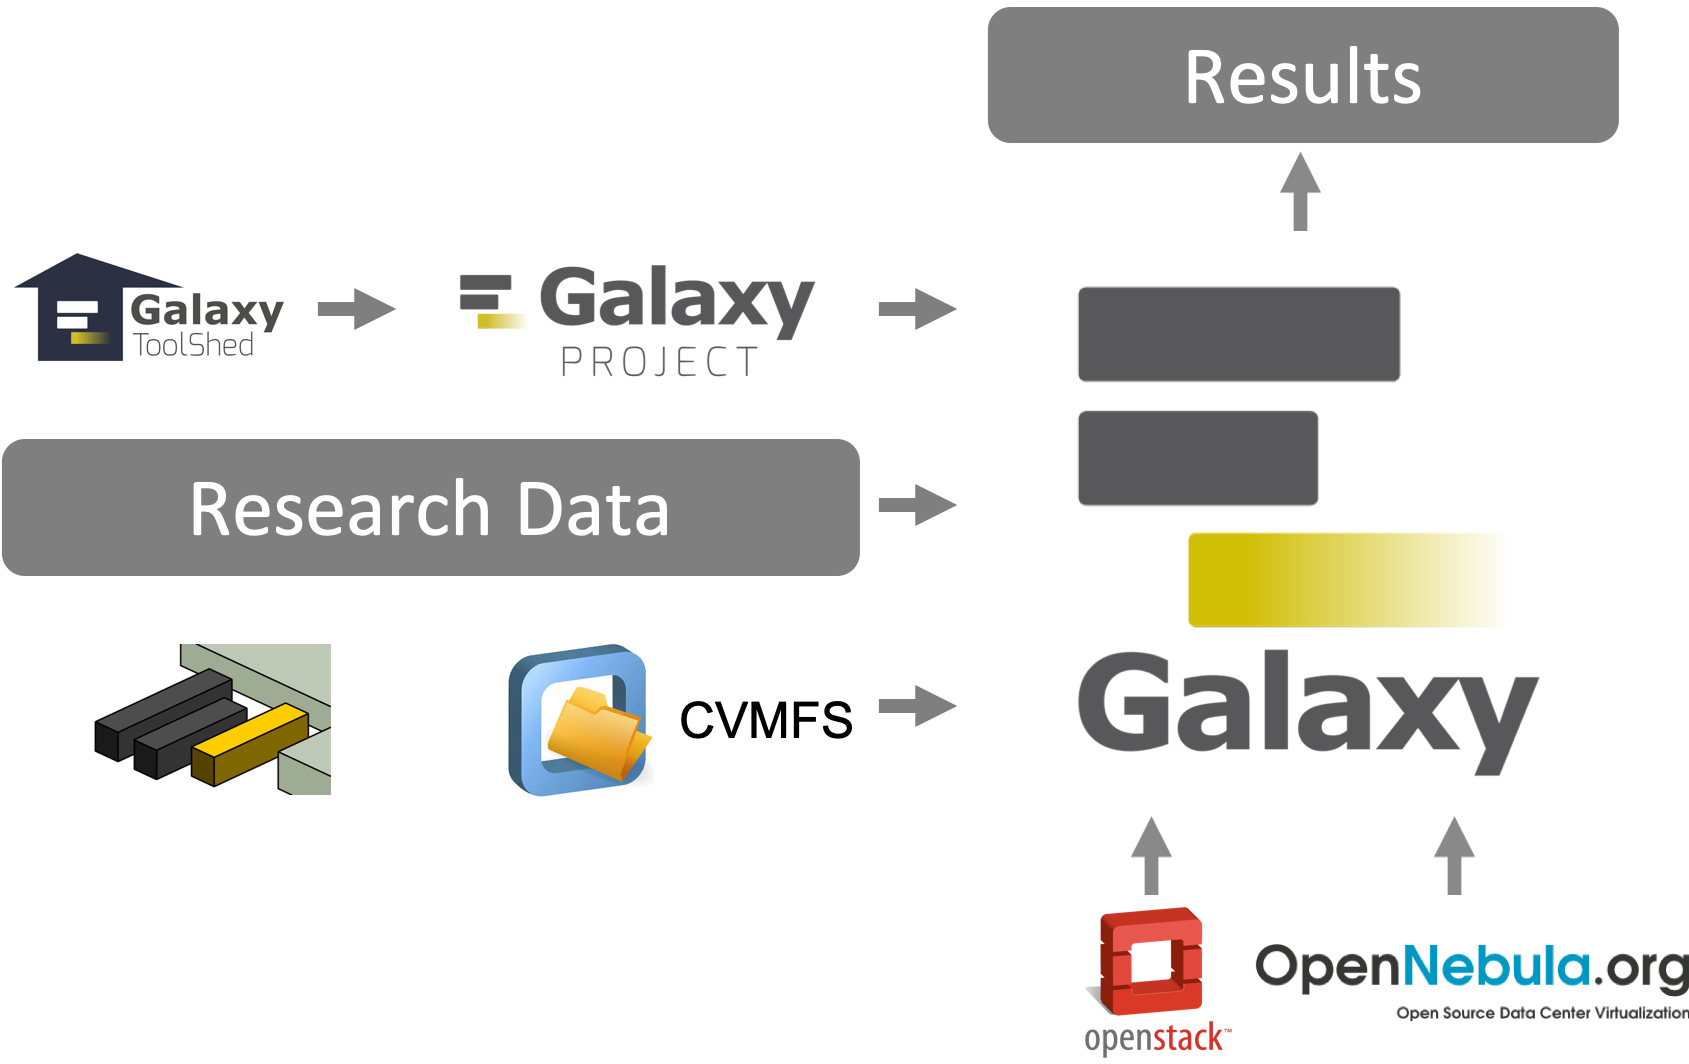 Results
Galaxy
ToolShed
Galaxy
PROJECT
Research Data
CVMFS
Galaxy
openstack™
OpenNebula.org
Open Source Data Center Virtualization